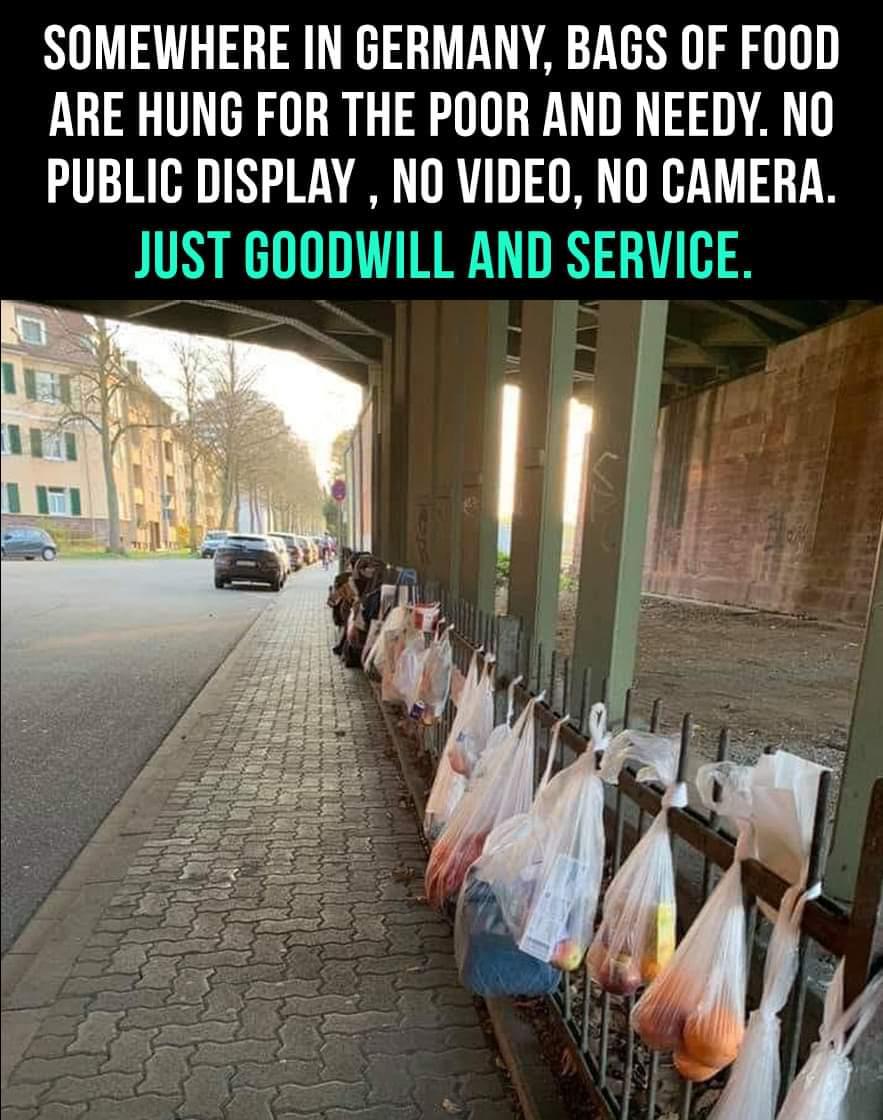 SOMEWHERE IN GERMANY, BAGS OF FOOD
ARE HUNG FOR THE POOR AND NEEDY. NO
PUBLIC DISPLAY , NO VIDEO, NO CAMERA.
JUST GOODWILL AND SERVICE.